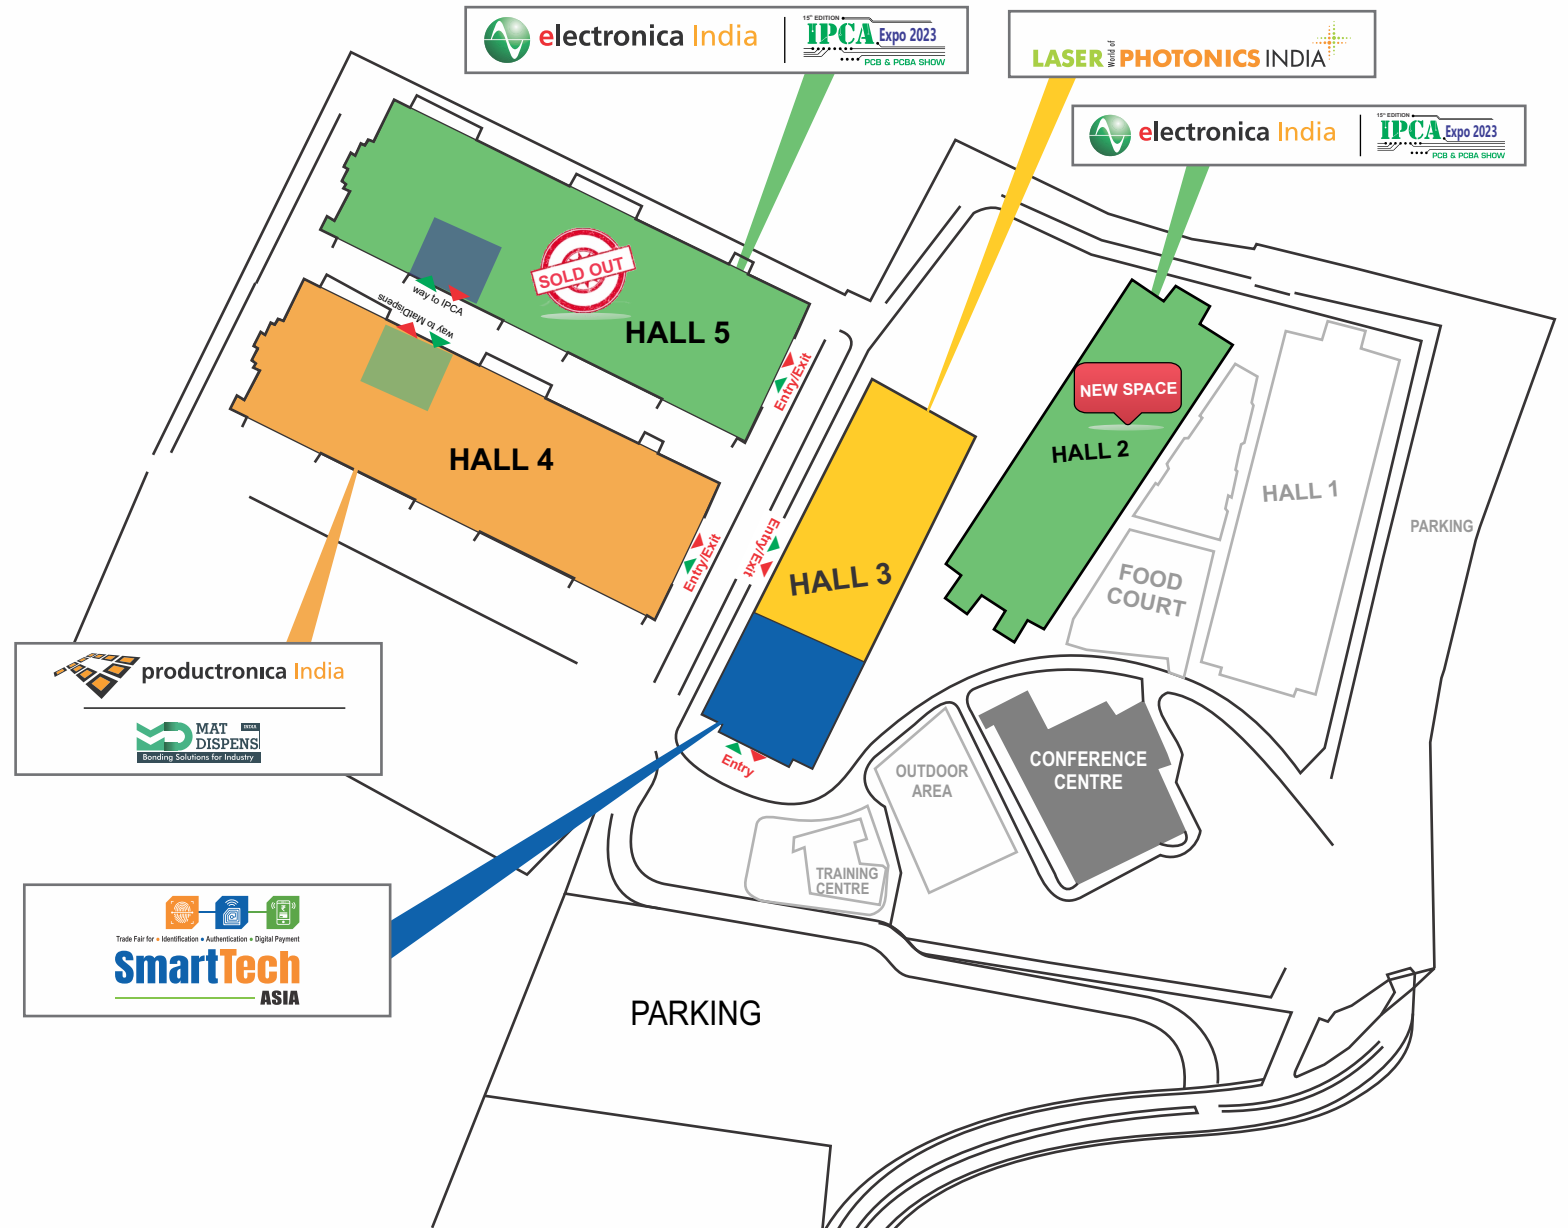 electronica India
15th EDITION
IPCA Expo 2023
PCB & PCBA SHOW
LASER World of PHOTONICS INDIA
electronica India
15th EDITION
IPCA Expo 2023
PCB & PCBA SHOW
SOLD OUT
HALL 5
way to IPCA
way to MatDispens
Entry/Exit
NEW SPACE
HALL 2
HALL 4
HALL 1
PARKING
Entry/Exit
Entry/Exit
HALL 3
FOOD
COURT
productronica India
MD MAT INDIA
DISPENS
Bonding Solutions for Industry
Entry
CONFERENCE
CENTRE
OUTDOOR
AREA
TRAINING
CENTRE
Trade Fair for • Identification • Authentication • Digital Payment
SmartTech
ASIA
PARKING